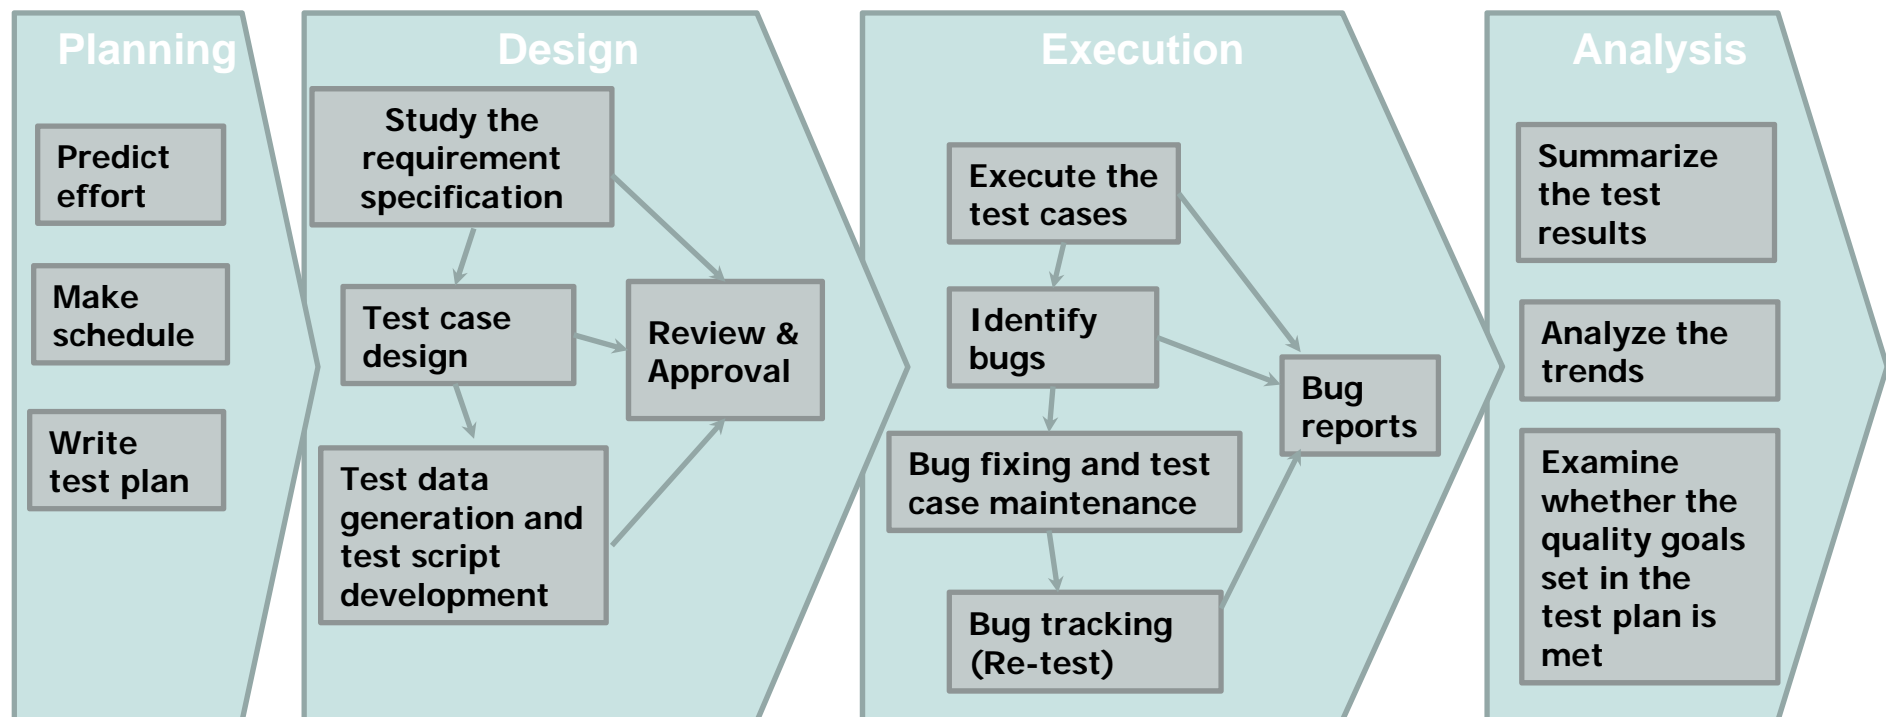 Planning
Predict
effort
Make
schedule
Write
test plan
Design
Study the
requirement
specification
Test case
design
Test data
generation and
test script
development
Review &
Approval
Execution
Execute the
test cases
Identify
bugs
Bug fixing and test
case maintenance
Bug tracking
(Re-test)
Bug
reports
Analysis
Summarize
the test
results
Analyze the
trends
Examine
whether the
quality goals
set in the
test plan is
met